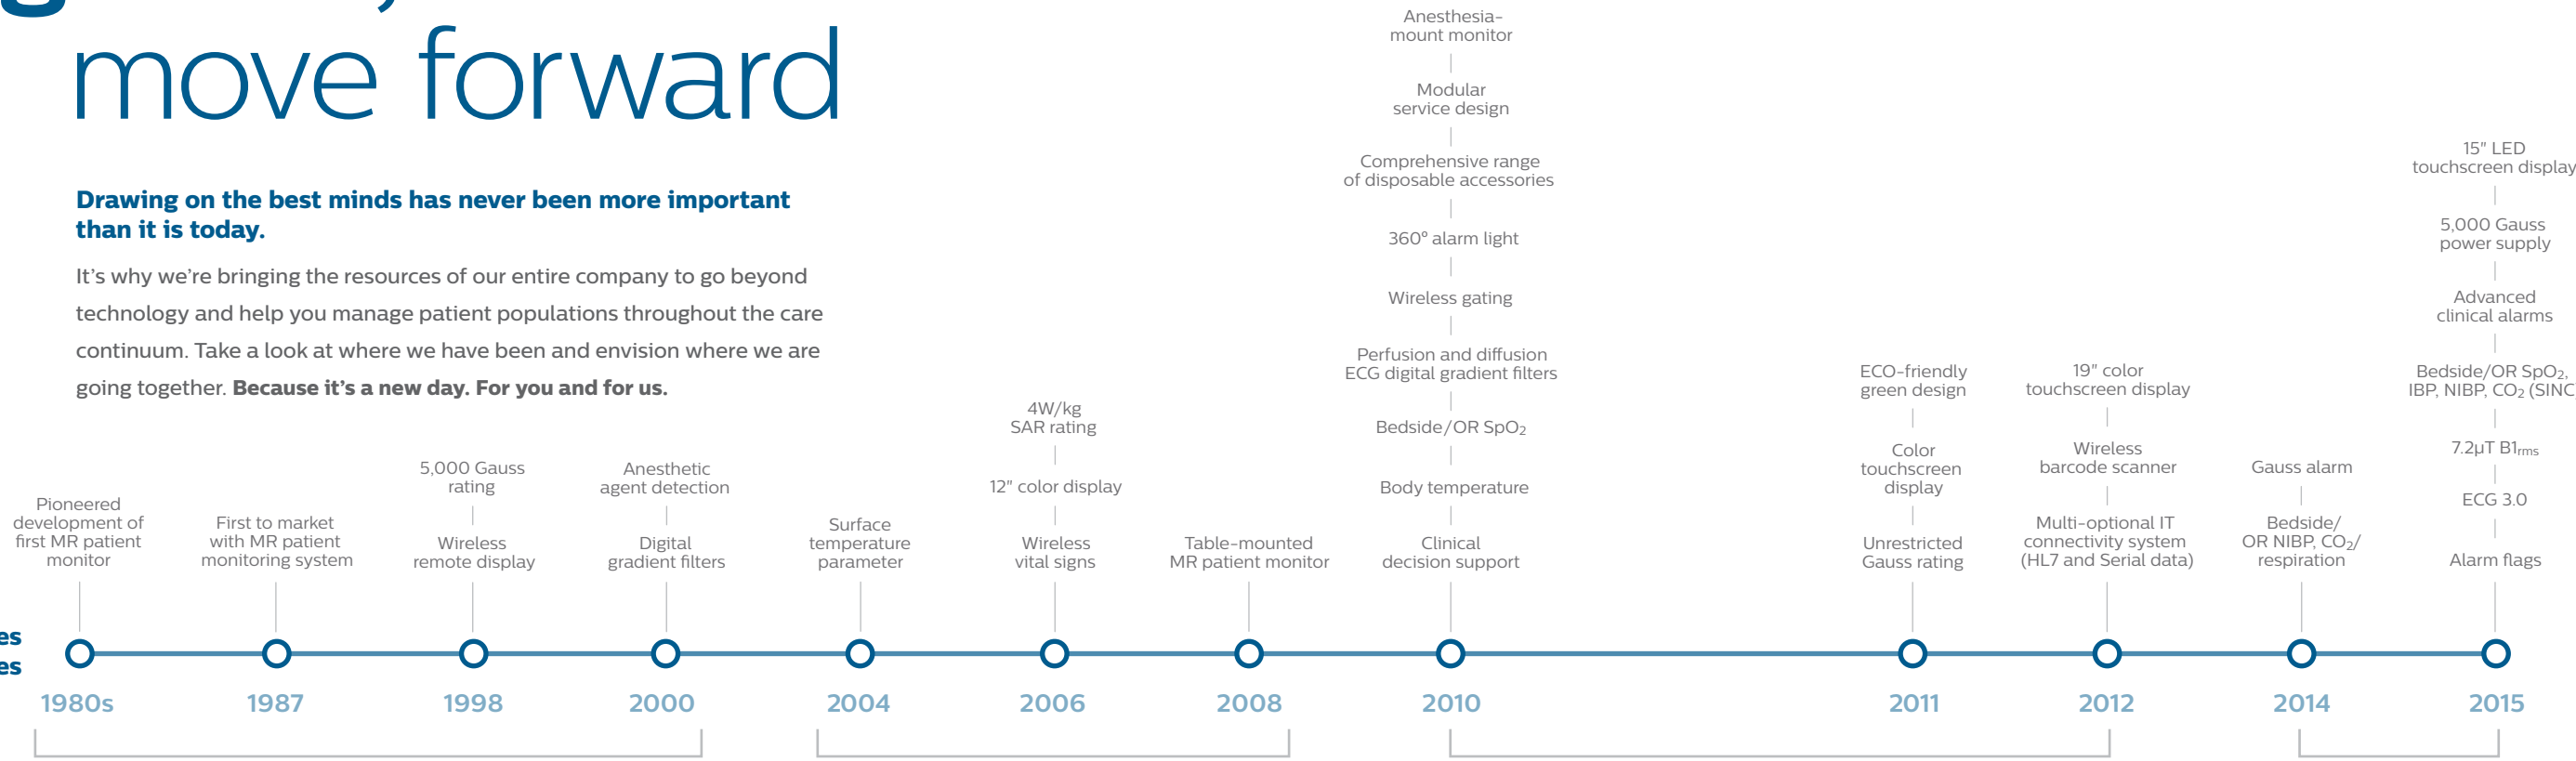 move forward
Drawing on the best minds has never been more important
than it is today.
It’s why we’re bringing the resources of our entire company to go beyond
technology and help you manage patient populations throughout the care
continuum. Take a look at where we have been and envision where we are
going together. Because it’s a new day. For you and for us.
Pioneered
development of
first MR patient
monitor
First to market
with MR patient
monitoring system
5,000 Gauss
rating
Wireless
remote display
Anesthetic
agent detection
Digital
gradient filters
Surface
temperature
parameter
4W/kg
SAR rating
12" color display
Wireless
vital signs
Table-mounted
MR patient monitor
Anesthesia-
mount monitor
Modular
service design
Comprehensive range
of disposable accessories
360° alarm light
Wireless gating
Perfusion and diffusion
ECG digital gradient filters
Bedside/OR SpO₂
Body temperature
Clinical
decision support
ECO-friendly
green design
Color
touchscreen
display
Unrestricted
Gauss rating
19" color
touchscreen display
Wireless
barcode scanner
Multi-optional IT
connectivity system
(HL7 and Serial data)
Gauss alarm
Bedside/
OR NIBP, CO₂/
respiration
15" LED
touchscreen display
5,000 Gauss
power supply
Advanced
clinical alarms
Bedside/OR SpO₂,
IBP, NIBP, CO₂ (SINC
7.2µT B1rms
ECG 3.0
Alarm flags
es
es
1980s
1987
1998
2000
2004
2006
2008
2010
2011
2012
2014
2015